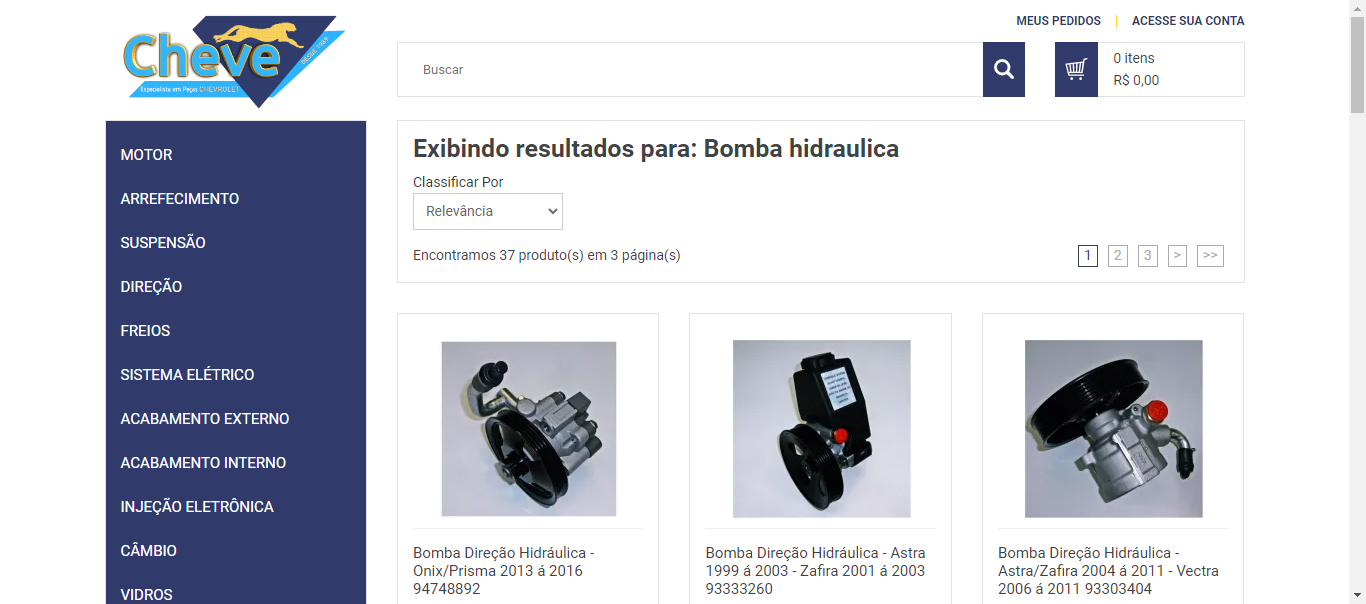 Cheve
DESDE 1989
Especialista em Peças CHEVROLET
MEUS PEDIDOS | ACESSE SUA CONTA
Buscar
0 itens
R$ 0,00
MOTOR
ARREFECIMENTO
SUSPENSÃO
DIREÇÃO
FREIOS
SISTEMA ELÉTRICO
ACABAMENTO EXTERNO
ACABAMENTO INTERNO
INJEÇÃO ELETRÔNICA
CÂMBIO
VIDROS
Exibindo resultados para: Bomba hidraulica
Classificar Por
Relevância
Encontramos 37 produto(s) em 3 página(s)
1 2 3 > >>
Bomba Direção Hidráulica -
Onix/Prisma 2013 á 2016
94748892
Bomba Direção Hidráulica - Astra
1999 á 2003 - Zafira 2001 á 2003
93333260
Bomba Direção Hidráulica -
Astra/Zafira 2004 á 2011 - Vectra
2006 á 2011 93303404